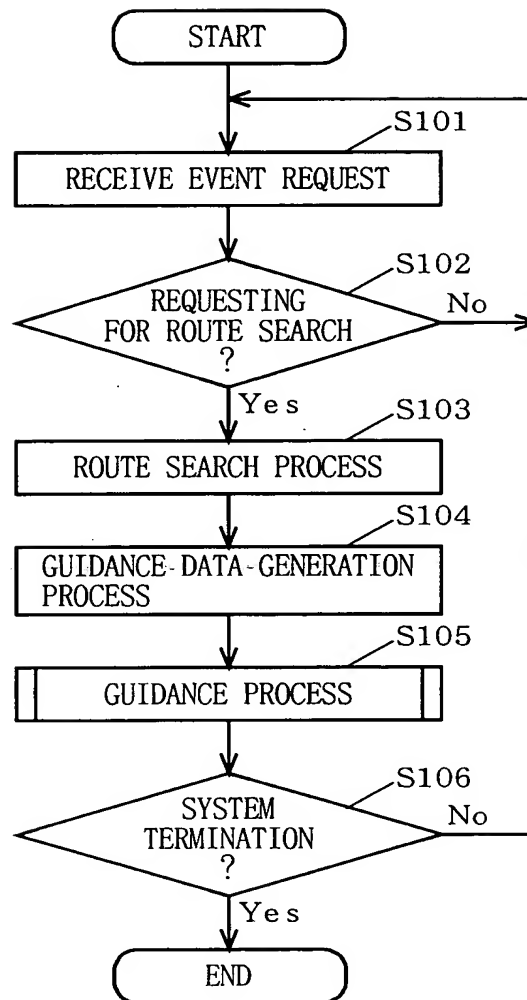 START
S101
RECEIVE EVENT REQUEST
S102
REQUESTING
FOR ROUTE SEARCH
?
No
Yes
S103
ROUTE SEARCH PROCESS
S104
GUIDANCE-DATA-GENERATION
PROCESS
S105
GUIDANCE PROCESS
S106
SYSTEM
TERMINATION
?
No
Yes
END